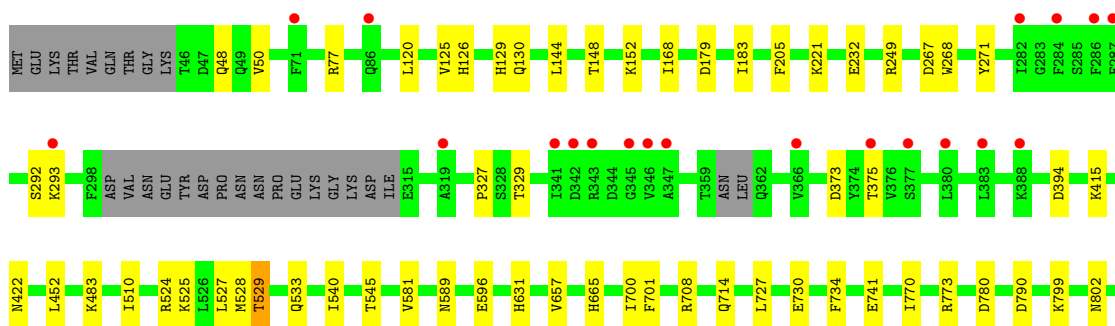 MET GLU LYS THR VAL GLN THR GLY LYS T46 D47 Q48 Q49 V50 F71 R77 Q86 L120 V125 H126 H129 Q130 L144 T148 K152 I168 D179 I183 F205 K221 E232 R249 D267 W268 Y271 I282 G283 F284 S285 F286 E287
S292 K293 F298 ASP VAL ASN GLU TYR ASP PRO ASN ASN PRO GLU LYS GLY LYS ASP ILE E315 A319 P327 S328 T329 I341 D342 R343 D344 G345 V346 A347 T359 ASN LEU Q362 V366 D373 Y374 T375 V376 S377 L380 L383 K388 D394 K415
N422 L452 K483 I510 R524 K525 L526 L527 M528 T529 Q533 I540 T545 V581 N589 E596 H631 V657 H665 I700 F701 R708 Q714 L727 E730 F734 E741 I770 R773 D780 D790 K799 N802